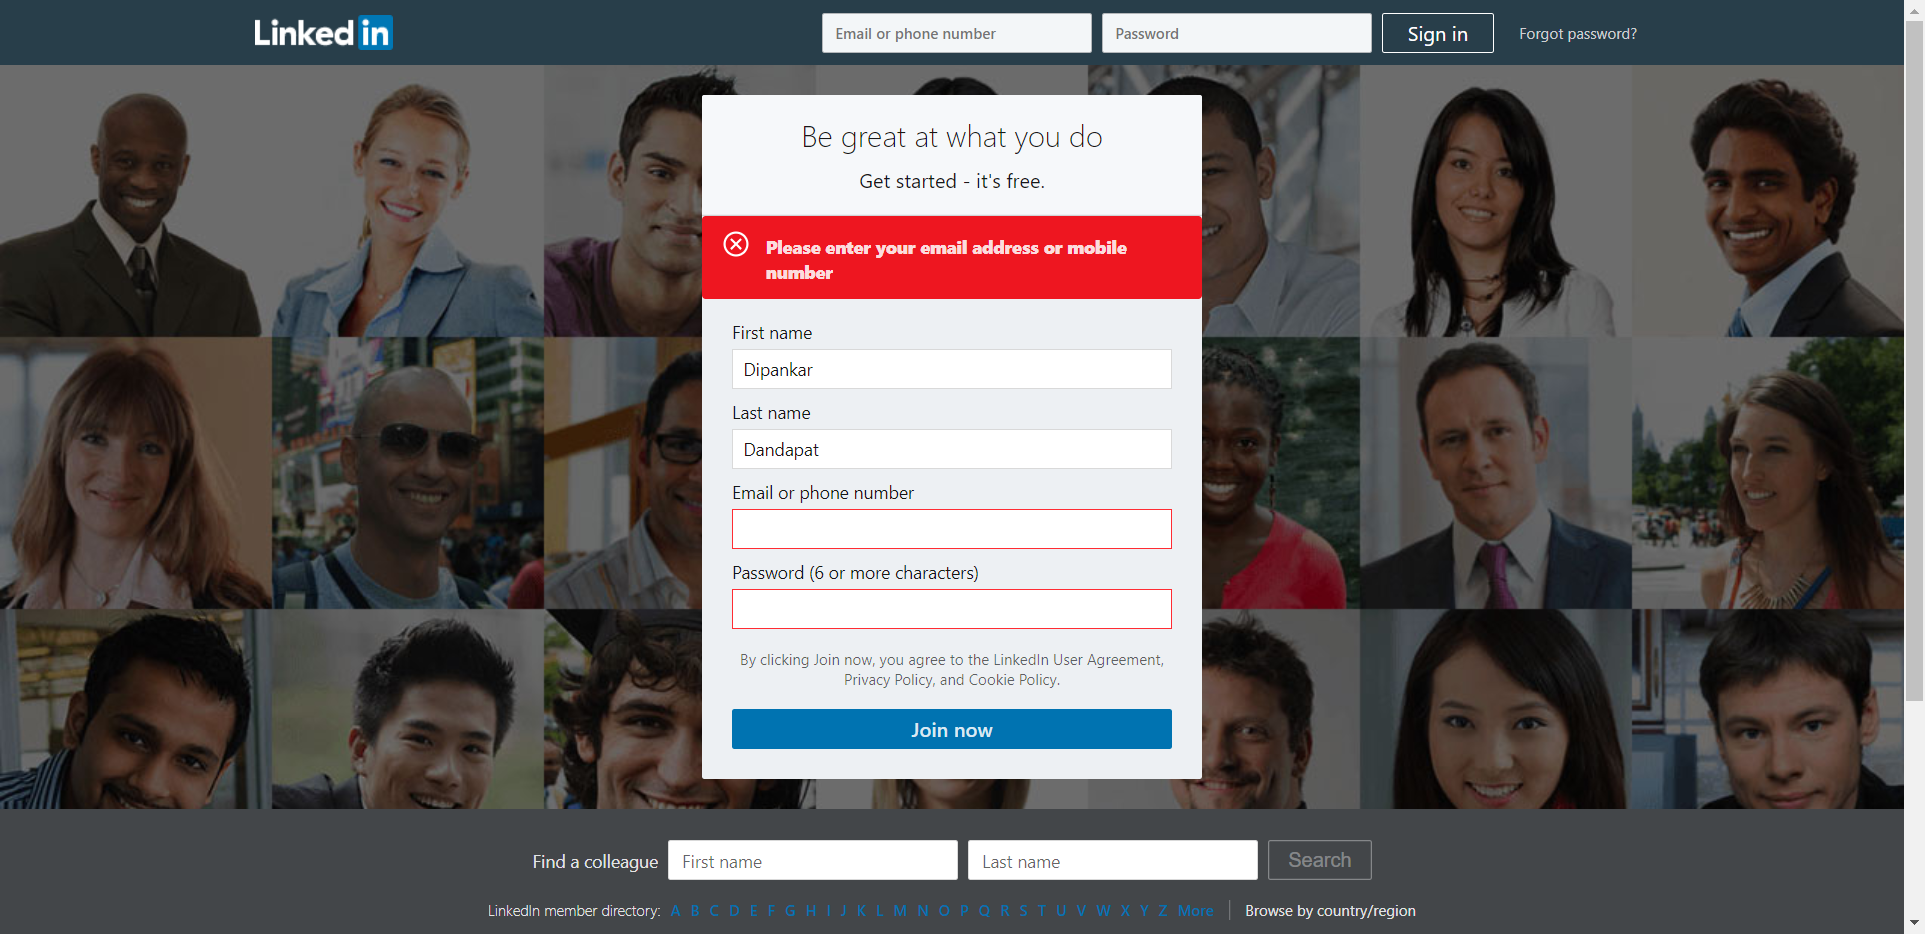 Linked in
Email or phone number
Password
Sign in
Forgot password?
Be great at what you do
Get started - it's free.
Please enter your email address or mobile
number
First name
Dipankar
Last name
Dandapat
Email or phone number
Password (6 or more characters)
By clicking Join now, you agree to the LinkedIn User Agreement,
Privacy Policy, and Cookie Policy.
Join now
Find a colleague
First name
Last name
Search
LinkedIn member directory: A B C D E F G H I J K L M N O P Q R S T U V W X Y Z More Browse by country/region